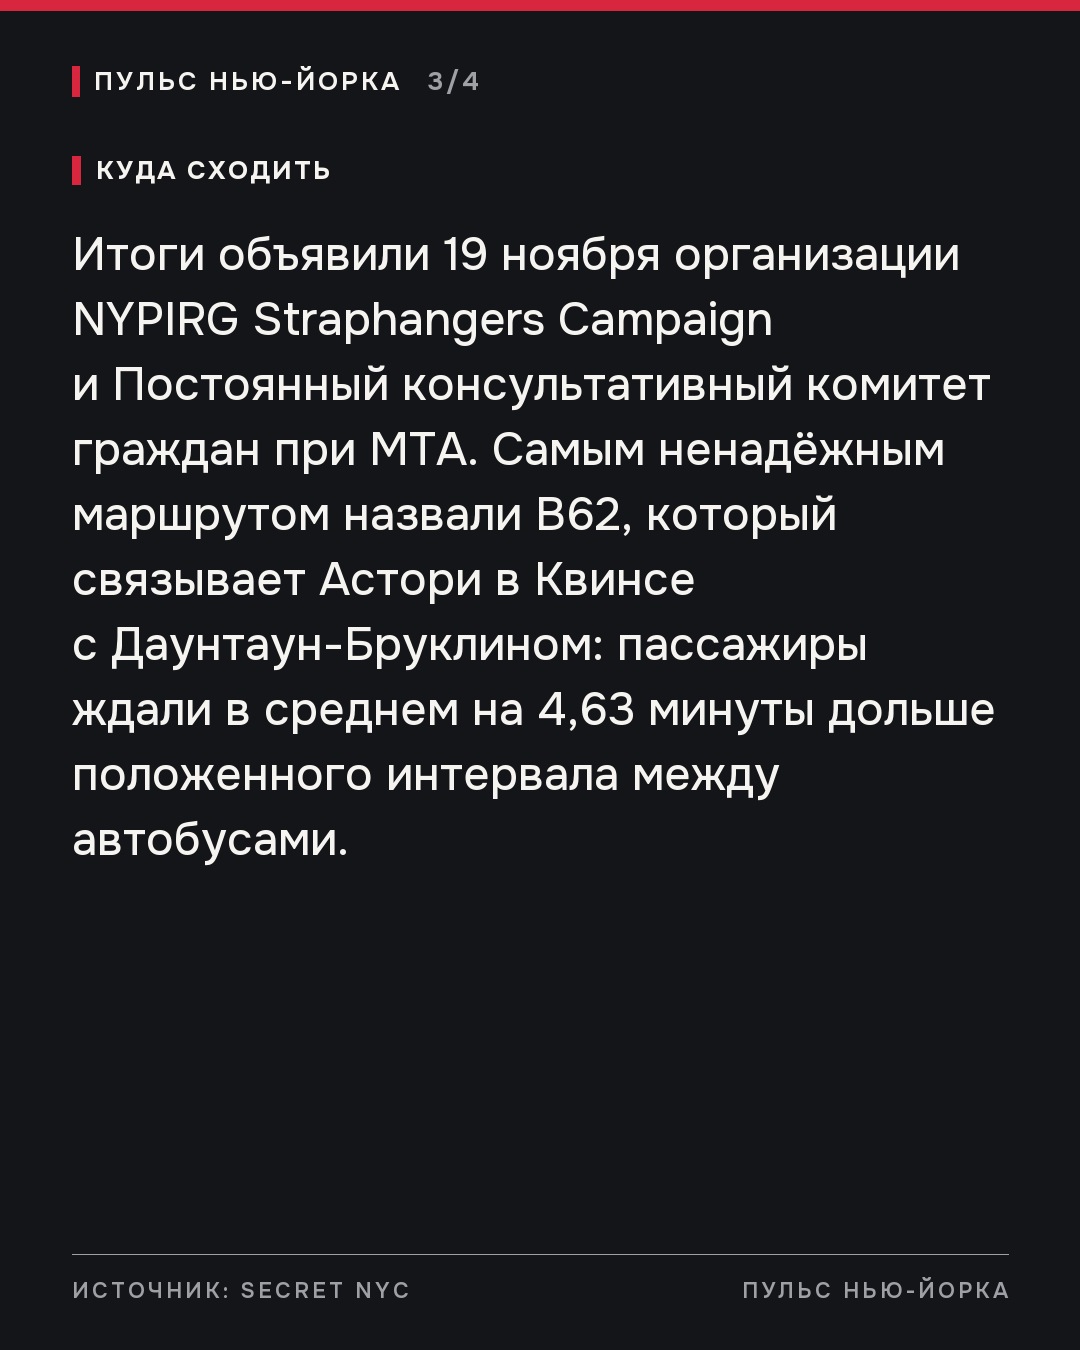 ПУЛЬС НЬЮ-ЙОРКА 3/4
КУДА СХОДИТЬ
Итоги объявили 19 ноября организации
NYPIRG Straphangers Campaign
и Постоянный консультативный комитет
граждан при MTA. Самым ненадёжным
маршрутом назвали B62, который
связывает Астори в Квинсе
с Даунтаун-Бруклином: пассажиры
ждали в среднем на 4,63 минуты дольше
положенного интервала между
автобусами.
ИСТОЧНИК: SECRET NYC
ПУЛЬС НЬЮ-ЙОРКА